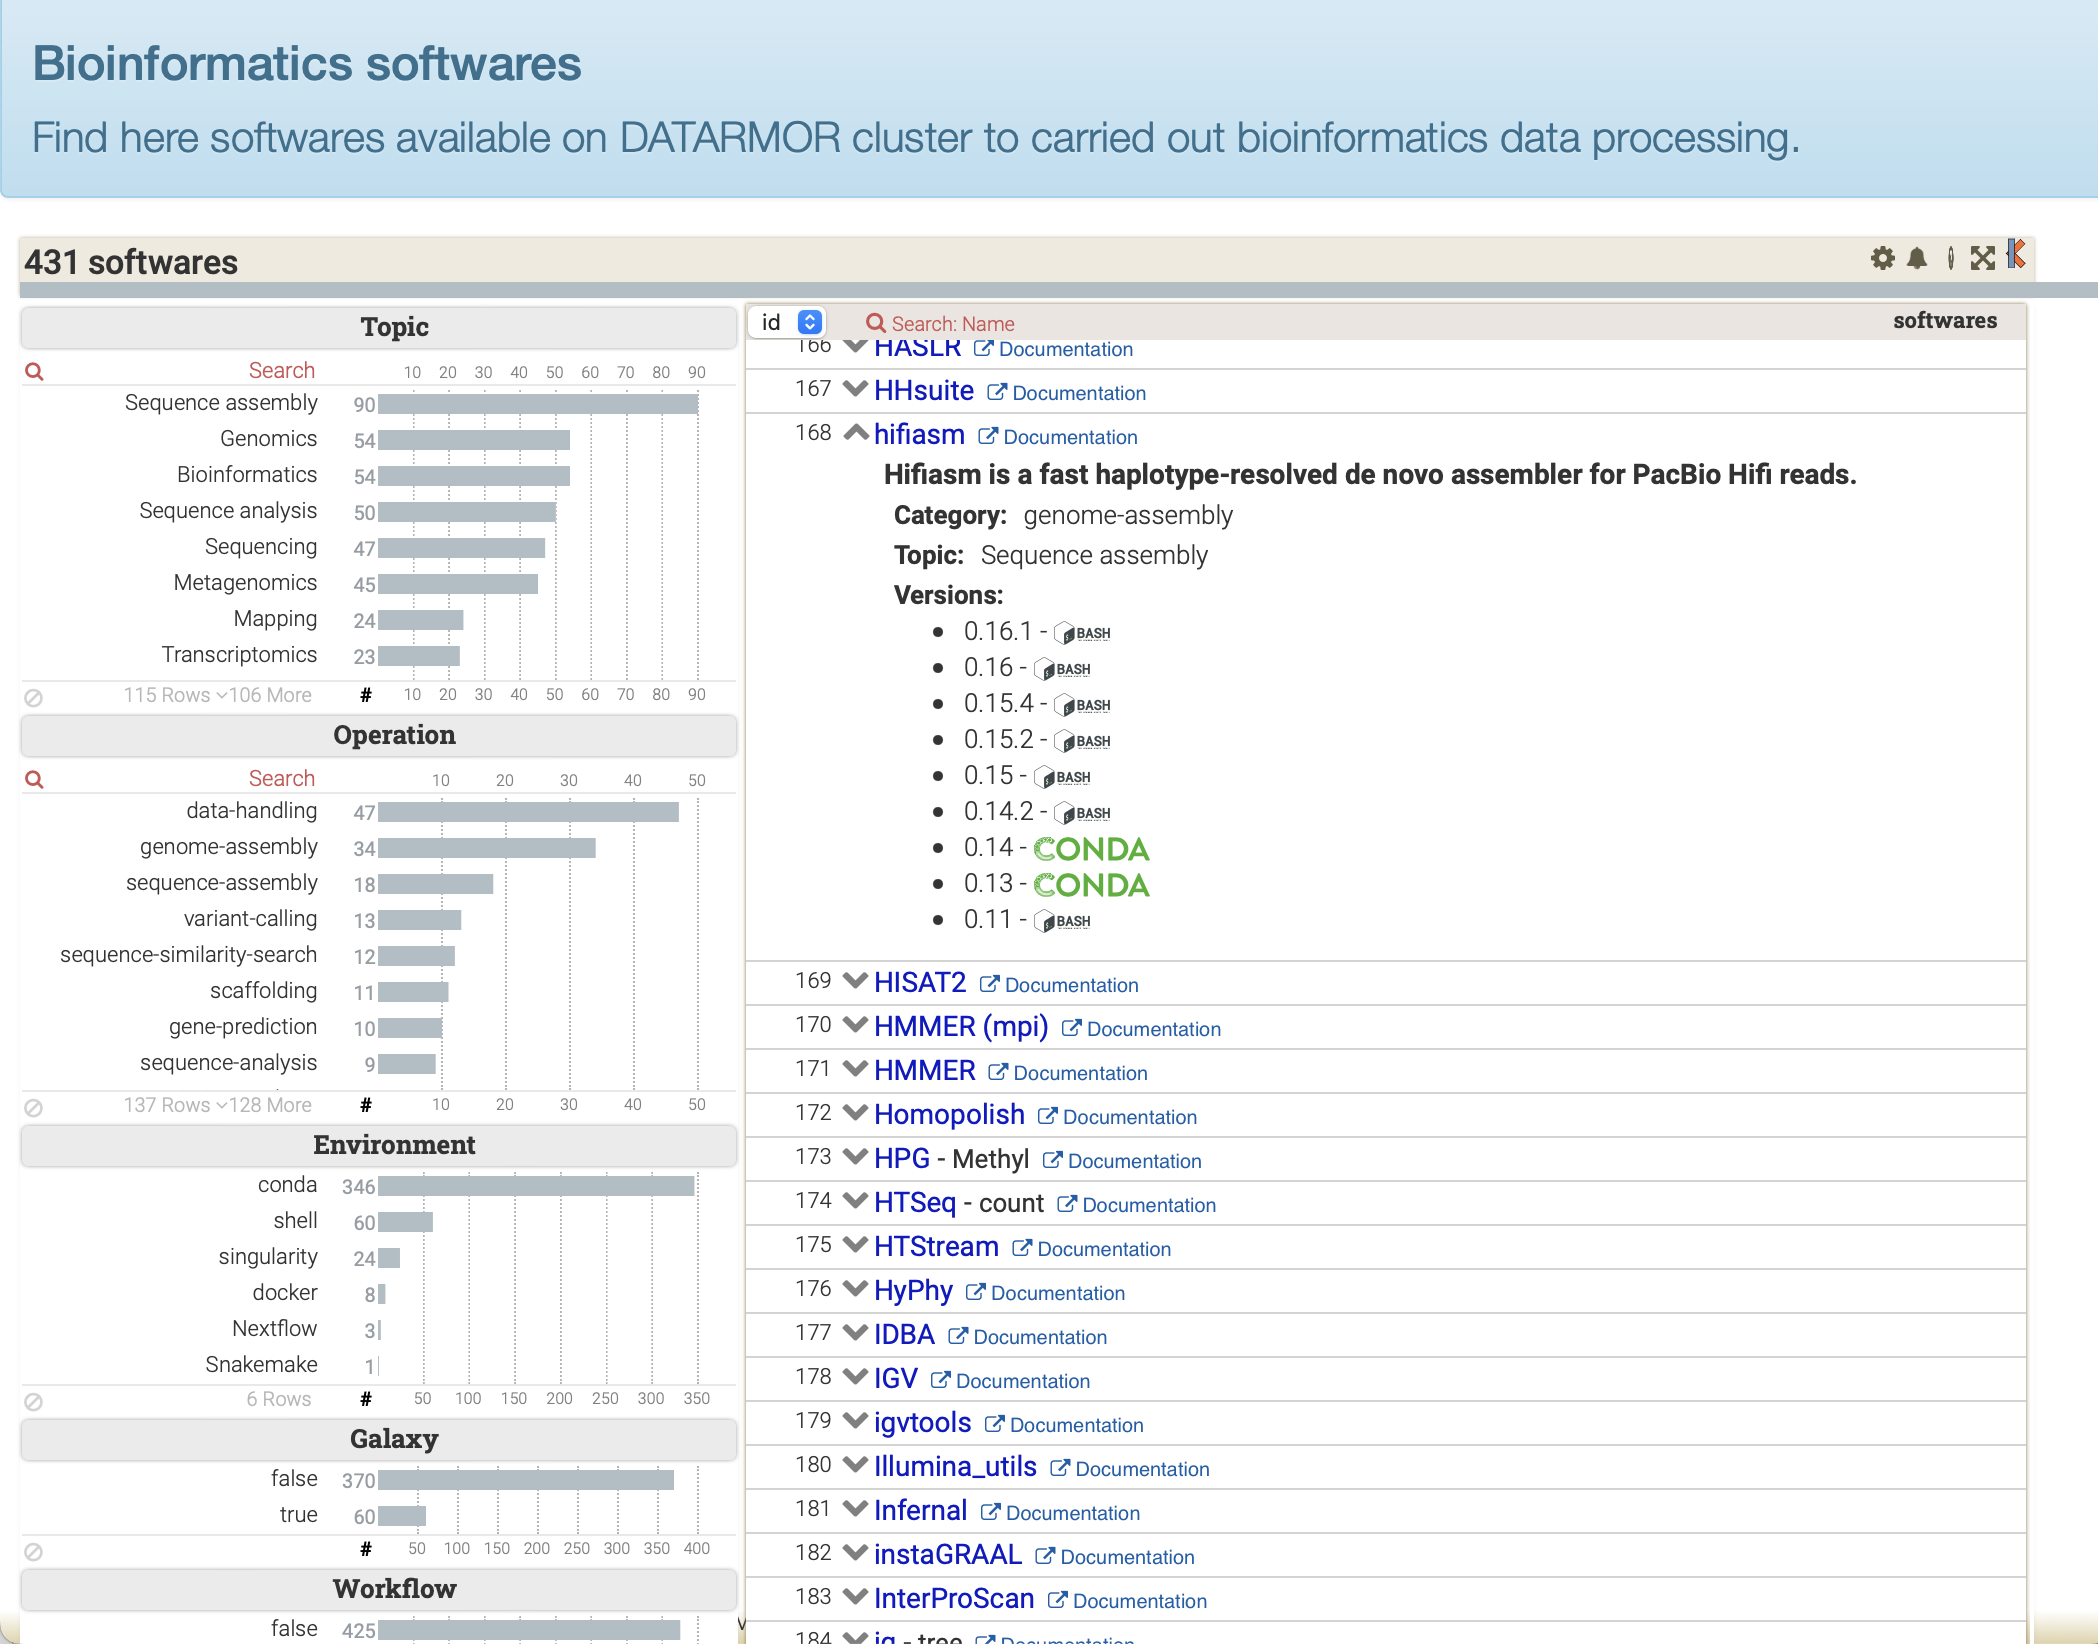 Bioinformatics softwares
Find here softwares available on DATARMOR cluster to carried out bioinformatics data processing.
431 softwares
Topic
Search 10 20 30 40 50 60 70 80 90
Sequence assembly 90
Genomics 54
Bioinformatics 54
Sequence analysis 50
Sequencing 47
Metagenomics 45
Mapping 24
Transcriptomics 23
115 Rows 106 More # 10 20 30 40 50 60 70 80 90
Operation
Search 10 20 30 40 50
data-handling 47
genome-assembly 34
sequence-assembly 18
variant-calling 13
sequence-similarity-search 12
scaffolding 11
gene-prediction 10
sequence-analysis 9
137 Rows 128 More # 10 20 30 40 50
Environment
conda 346
shell 60
singularity 24
docker 8
Nextflow 3
Snakemake 1
6 Rows # 50 100 150 200 250 300 350
Galaxy
false 370
true 60
# 50 100 150 200 250 300 350 400
Workflow
false 425
id Search: Name softwares
166 HASLR Documentation
167 HHsuite Documentation
168 hifiasm Documentation
Hifiasm is a fast haplotype-resolved de novo assembler for PacBio Hifi reads.
Category: genome-assembly
Topic: Sequence assembly
Versions:
• 0.16.1 - BASH
• 0.16 - BASH
• 0.15.4 - BASH
• 0.15.2 - BASH
• 0.15 - BASH
• 0.14.2 - BASH
• 0.14 - CONDA
• 0.13 - CONDA
• 0.11 - BASH
169 HISAT2 Documentation
170 HMMER (mpi) Documentation
171 HMMER Documentation
172 Homopolish Documentation
173 HPG - Methyl Documentation
174 HTSeq - count Documentation
175 HTStream Documentation
176 HyPhy Documentation
177 IDBA Documentation
178 IGV Documentation
179 igvtools Documentation
180 Illumina_utils Documentation
181 Infernal Documentation
182 instaGRAAL Documentation
183 InterProScan Documentation
184 iq - tree Documentation